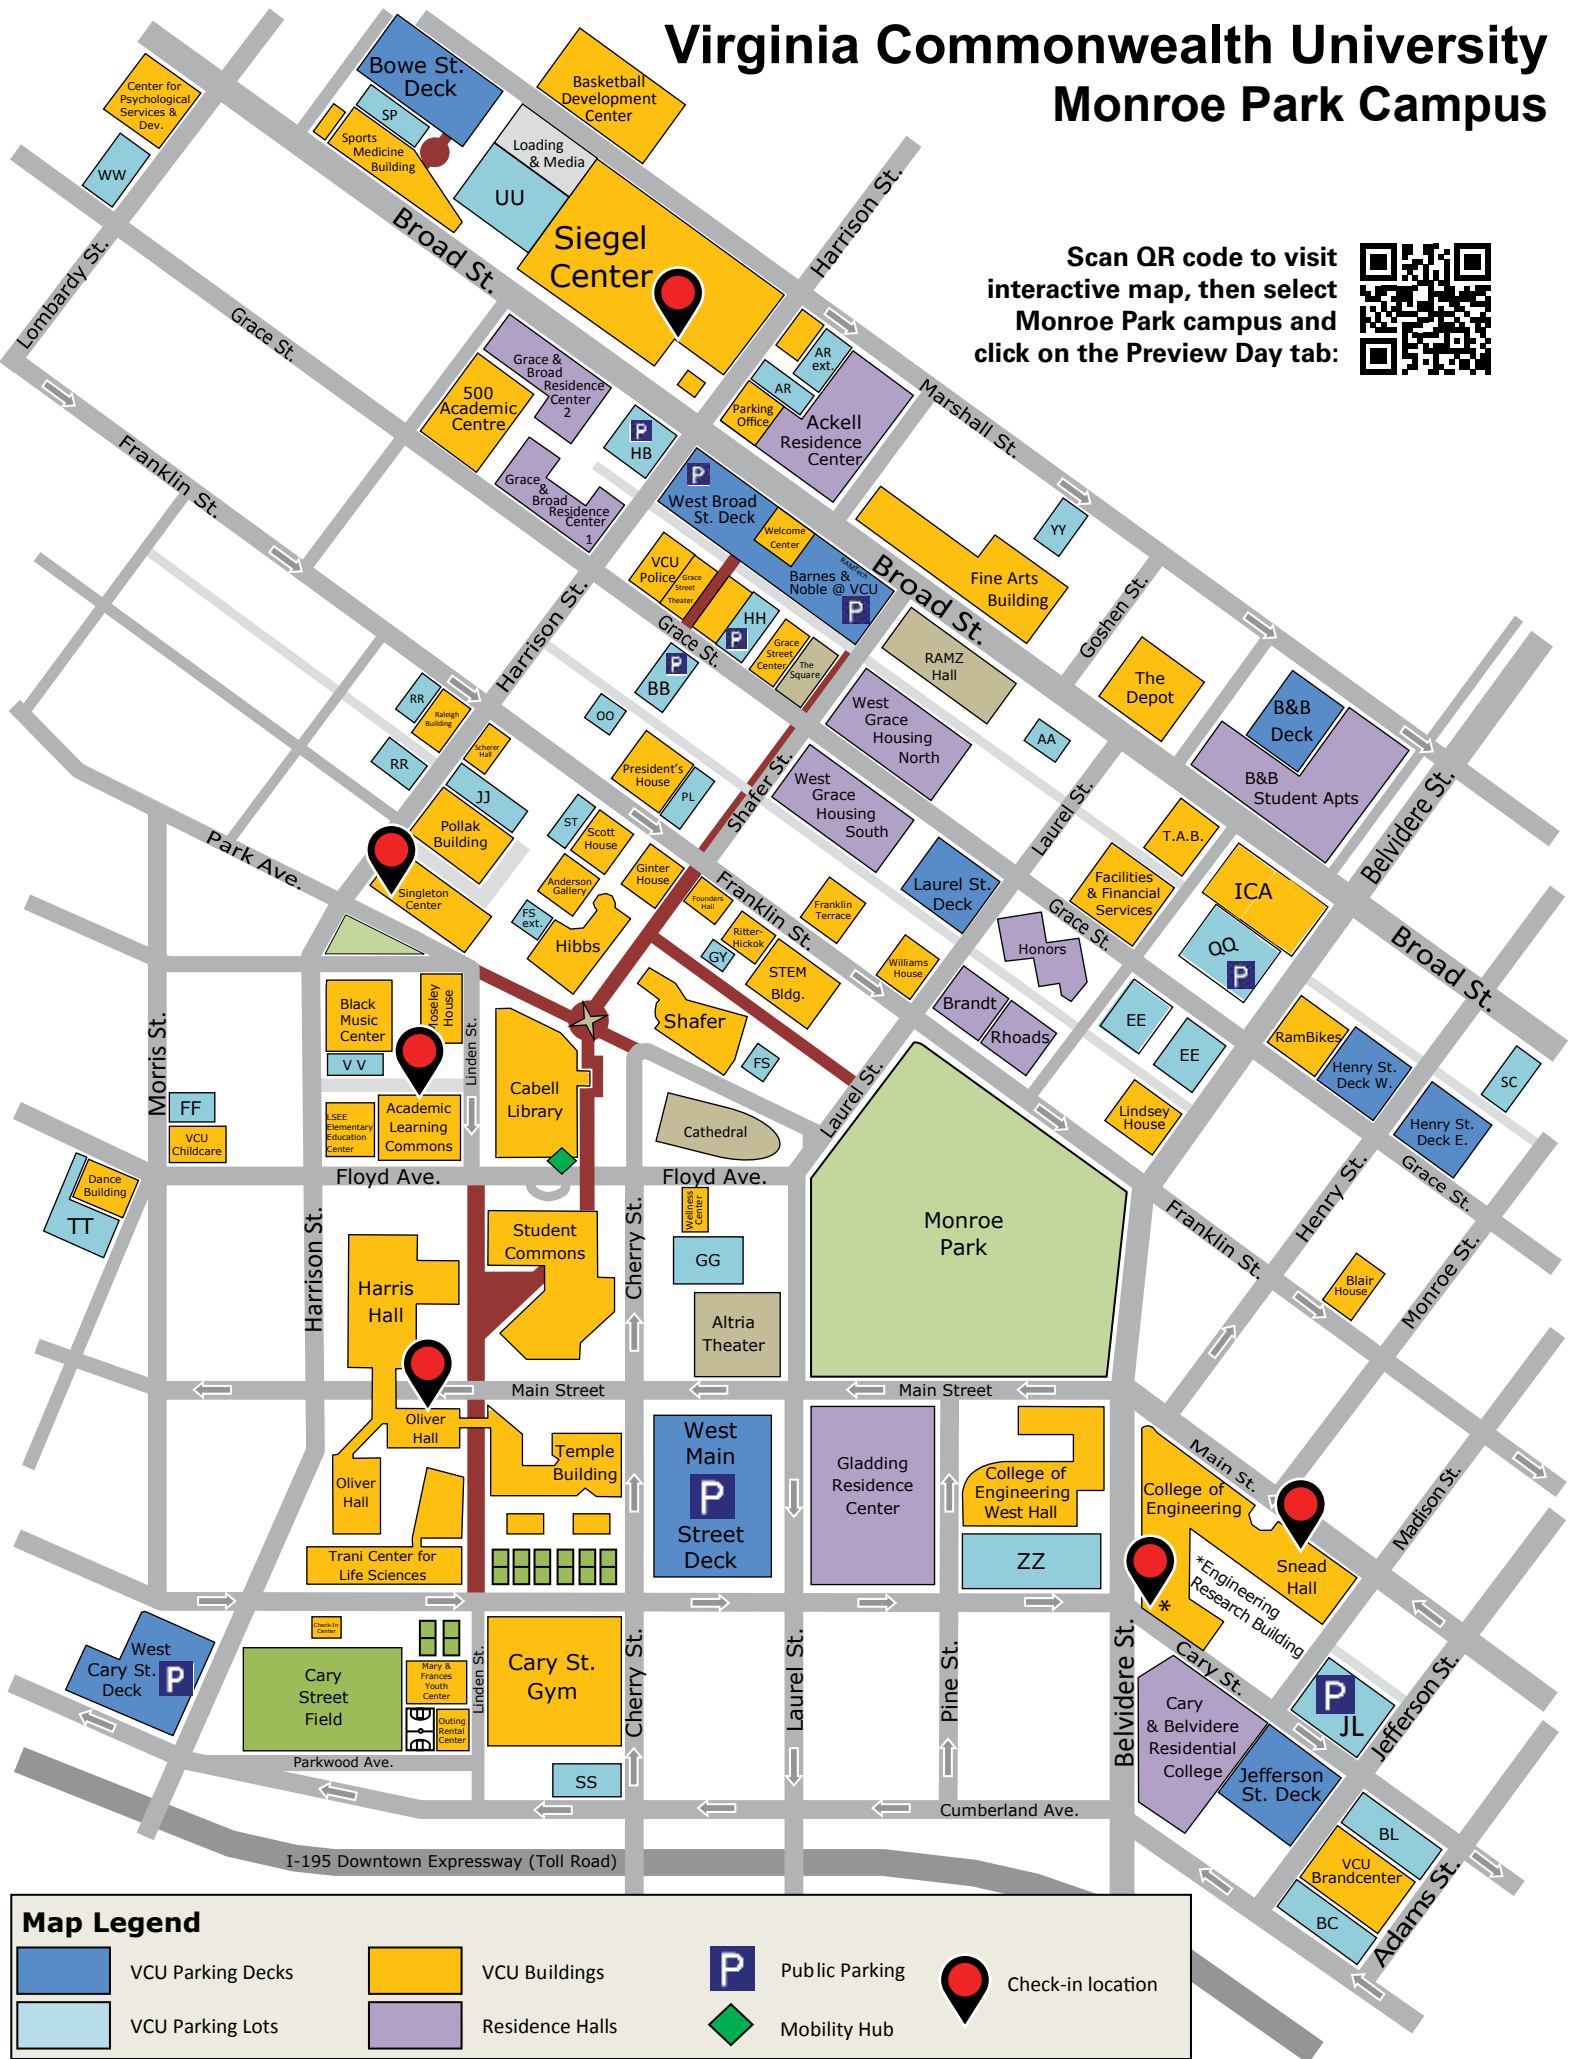 Virginia Commonwealth University
Monroe Park Campus
Scan QR code to visit
interactive map, then select
Monroe Park campus and
click on the Preview Day tab:
Center for
Psychological
Services &
Dev.
WW
Bowe St.
Deck
SP
Sports
Medicine
Building
Basketball
Development
Center
Loading
& Media
UU
Siegel
Center
Broad St.
Harrison St.
Lombardy St.
Grace St.
Franklin St.
Grace &
Broad
Residence
Center
2
500
Academic
Centre
P
HB
Grace
&
Broad
Residence
Center
1
AR
ext.
AR
Parking
Office
Ackell
Residence
Center
Marshall St.
P
West Broad
St. Deck
Welcome
Center
RAMTech
Barnes &
Noble @ VCU
P
Broad St.
YY
Fine Arts
Building
Goshen St.
VCU
Police
Grace
Street
Theater
HH
P
Grace
Street
Center
The
Square
Grace St.
P
BB
OO
Harrison St.
RAMZ
Hall
The
Depot
B&B
Deck
B&B
Student Apts
Belvidere St.
West
Grace
Housing
North
AA
West
Grace
Housing
South
Shafer St.
Laurel St.
RR
Raleigh
Building
RR
Scherer
Hall
JJ
Pollak
Building
President's
House
PL
ST
Scott
House
Park Ave.
Singleton
Center
Anderson
Gallery
Ginter
House
FS
ext.
Hibbs
Founders
Hall
Franklin St.
Ritter-
Hickok
GY
STEM
Bldg.
Franklin
Terrace
Williams
House
Laurel St.
Deck
Grace St.
Honors
Facilities
& Financial
Services
T.A.B.
ICA
QQ
P
Broad St.
Brandt
Rhoads
EE
EE
RamBikes
Henry St.
Deck W.
SC
Henry St.
Deck E.
Lindsey
House
Grace St.
Black
Music
Center
Moseley
House
V V
Linden St.
Morris St.
FF
VCU
Childcare
LSEE
Elementary
Education
Center
Academic
Learning
Commons
Cabell
Library
Shafer
FS
Cathedral
Laurel St.
Floyd Ave.
Floyd Ave.
Dance
Building
TT
Harrison St.
Harris
Hall
Student
Commons
Cherry St.
Wellness
Center
GG
Altria
Theater
Monroe
Park
Franklin St.
Henry St.
Monroe St.
Blair
House
Main Street
Main Street
Oliver
Hall
Oliver
Hall
Temple
Building
Trani Center for
Life Sciences
West
Main
P
Street
Deck
Gladding
Residence
Center
College of
Engineering
West Hall
ZZ
College of
Engineering
Main St.
Snead
Hall
*Engineering
Research Building
*
Madison St.
West
Cary St.
Deck
P
Check-In
Center
Cary
Street
Field
Mary &
Frances
Youth
Center
Outing
Rental
Center
Linden St.
Cary St.
Gym
Cherry St.
Laurel St.
Pine St.
Belvidere St.
Cary St.
Cary
& Belvidere
Residential
College
Jefferson
St. Deck
P
JL
Jefferson St.
Parkwood Ave.
SS
Cumberland Ave.
I-195 Downtown Expressway (Toll Road)
BL
VCU
Brandcenter
BC
Adams St.
Map Legend
VCU Parking Decks
VCU Parking Lots
VCU Buildings
Residence Halls
P
Public Parking
Mobility Hub
Check-in location